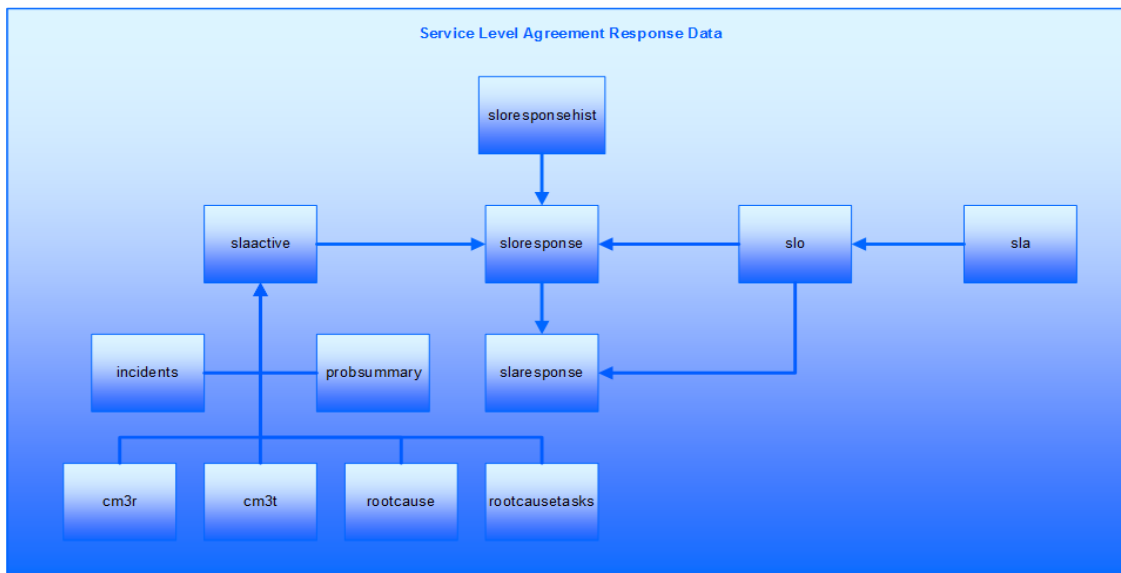 Service Level Agreement Response Data
sloresponsehist
slaactive
sloresponse
slo
sla
incidents
probsummary
slaresponse
cm3r
cm3t
rootcause
rootcausetasks